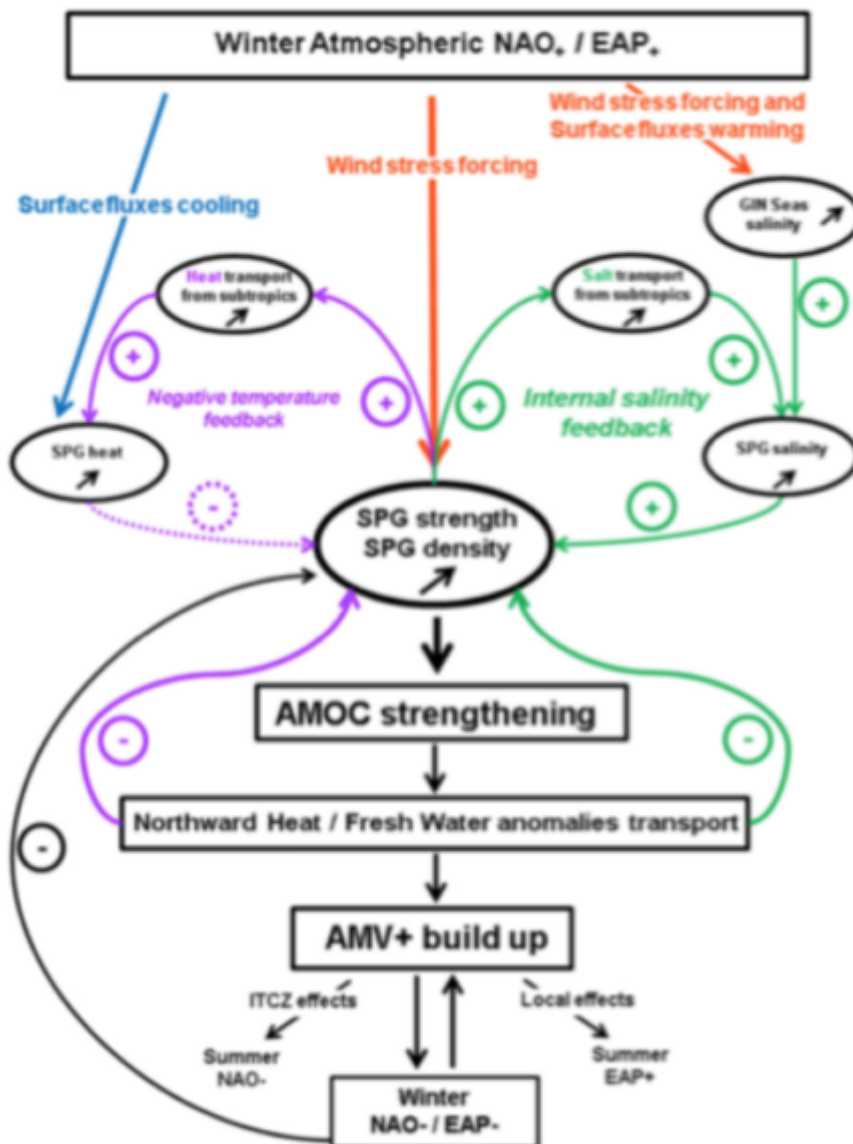 Winter Atmospheric NAO+ / EAP+
Wind stress forcing and
Surface fluxes warming
Wind stress forcing
Surface fluxes cooling
GIN Seas
salinity
Heat transport
from subtropics
Salt transport
from subtropics
+
+
+
+
+
Negative temperature
feedback
Internal salinity
feedback
SPG heat
SPG salinity
-
+
SPG strength
SPG density
AMOC strengthening
-
-
Northward Heat / Fresh Water anomalies transport
-
AMV+ build up
ITCZ effects
Local effects
Summer
NAO-
Summer
EAP+
Winter
NAO- / EAP-